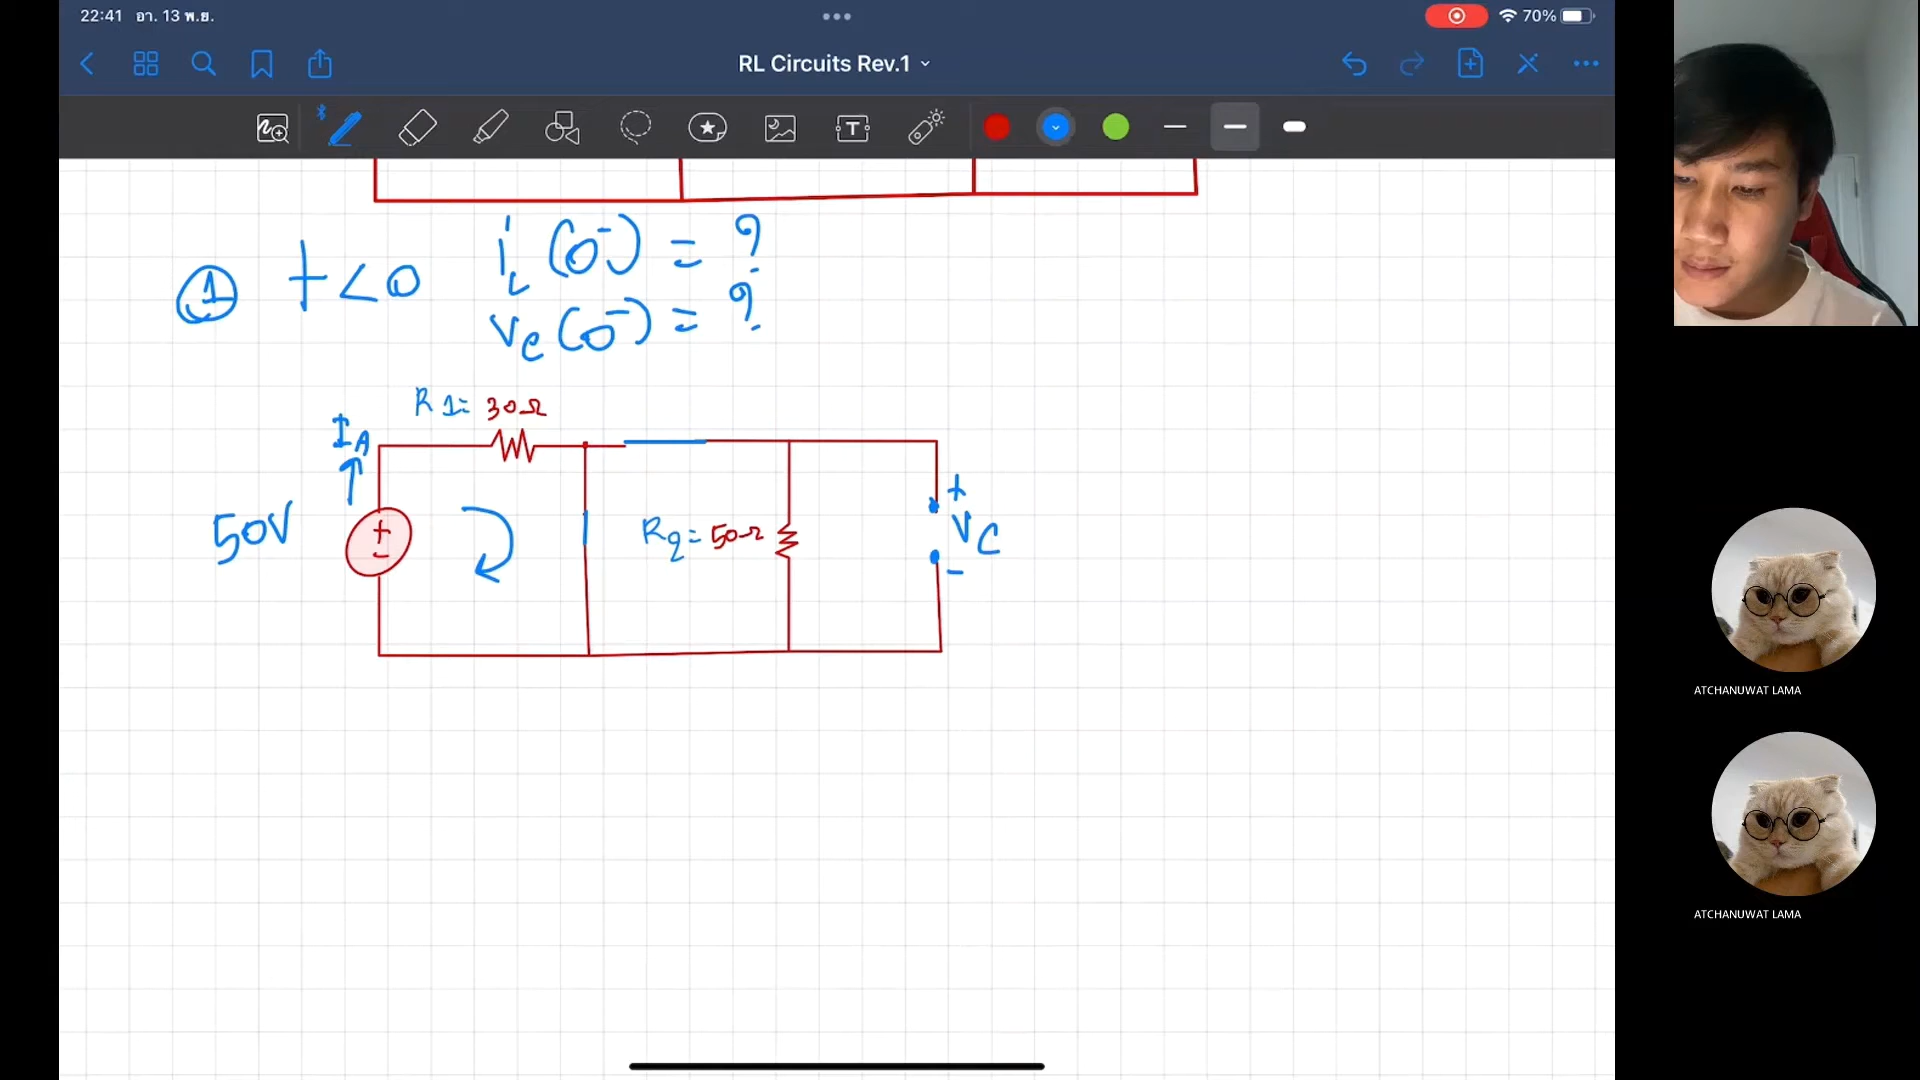 22:41 อา. 13 พ.ย.
70%
RL Circuits Rev.1
T
① t<0 iL(0⁻) = ?
vc(0⁻) = ?
R1= 30Ω
IA
50V
+
-
R2= 50Ω
+
VC
-
ATCHANUWAT LAMA
ATCHANUWAT LAMA